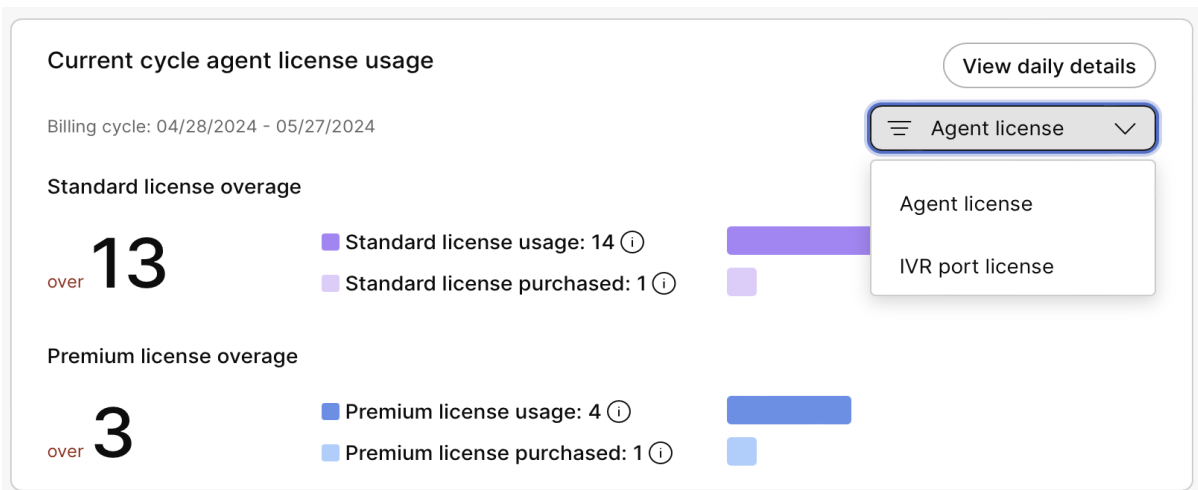 Current cycle agent license usage
View daily details
Billing cycle: 04/28/2024 - 05/27/2024
Agent license
Agent license
IVR port license
Standard license overage
over 13
Standard license usage: 14
Standard license purchased: 1
Premium license overage
over 3
Premium license usage: 4
Premium license purchased: 1